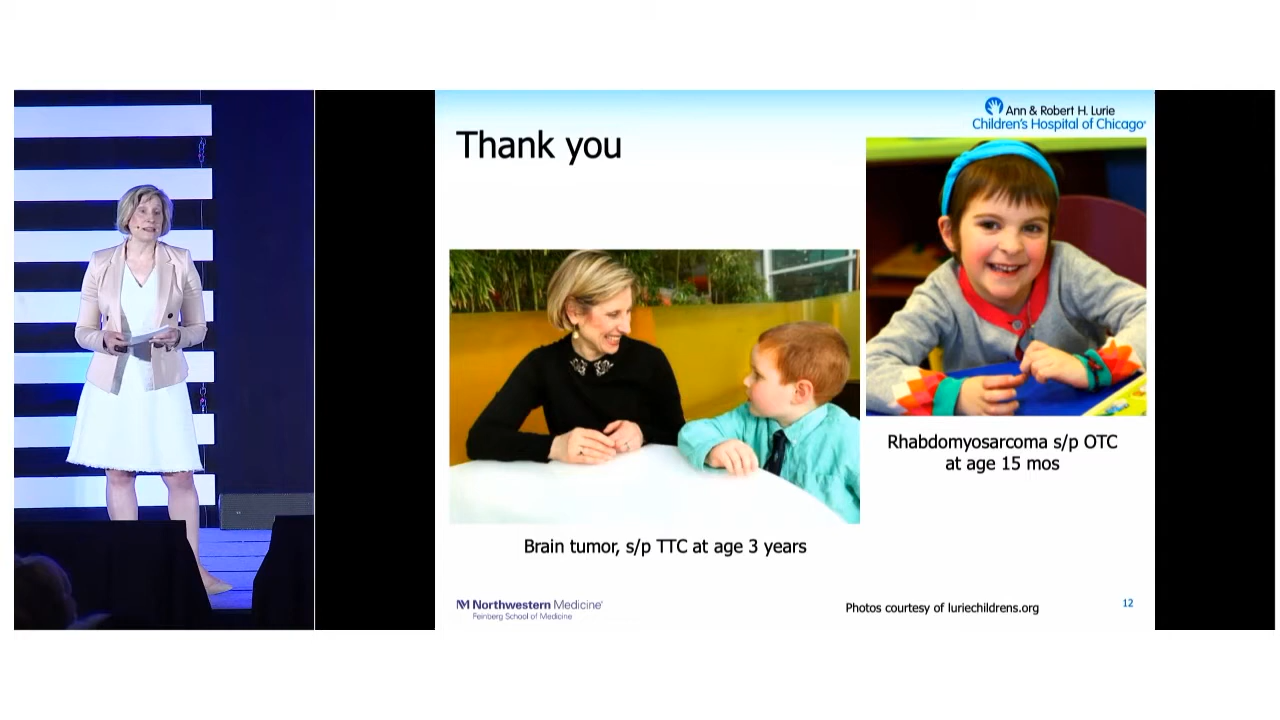 Ann & Robert H. Lurie
Children's Hospital of Chicago®
Thank you
Rhabdomyosarcoma s/p OTC
at age 15 mos
Brain tumor, s/p TTC at age 3 years
Northwestern Medicine®
Feinberg School of Medicine
Photos courtesy of luriechildrens.org
12